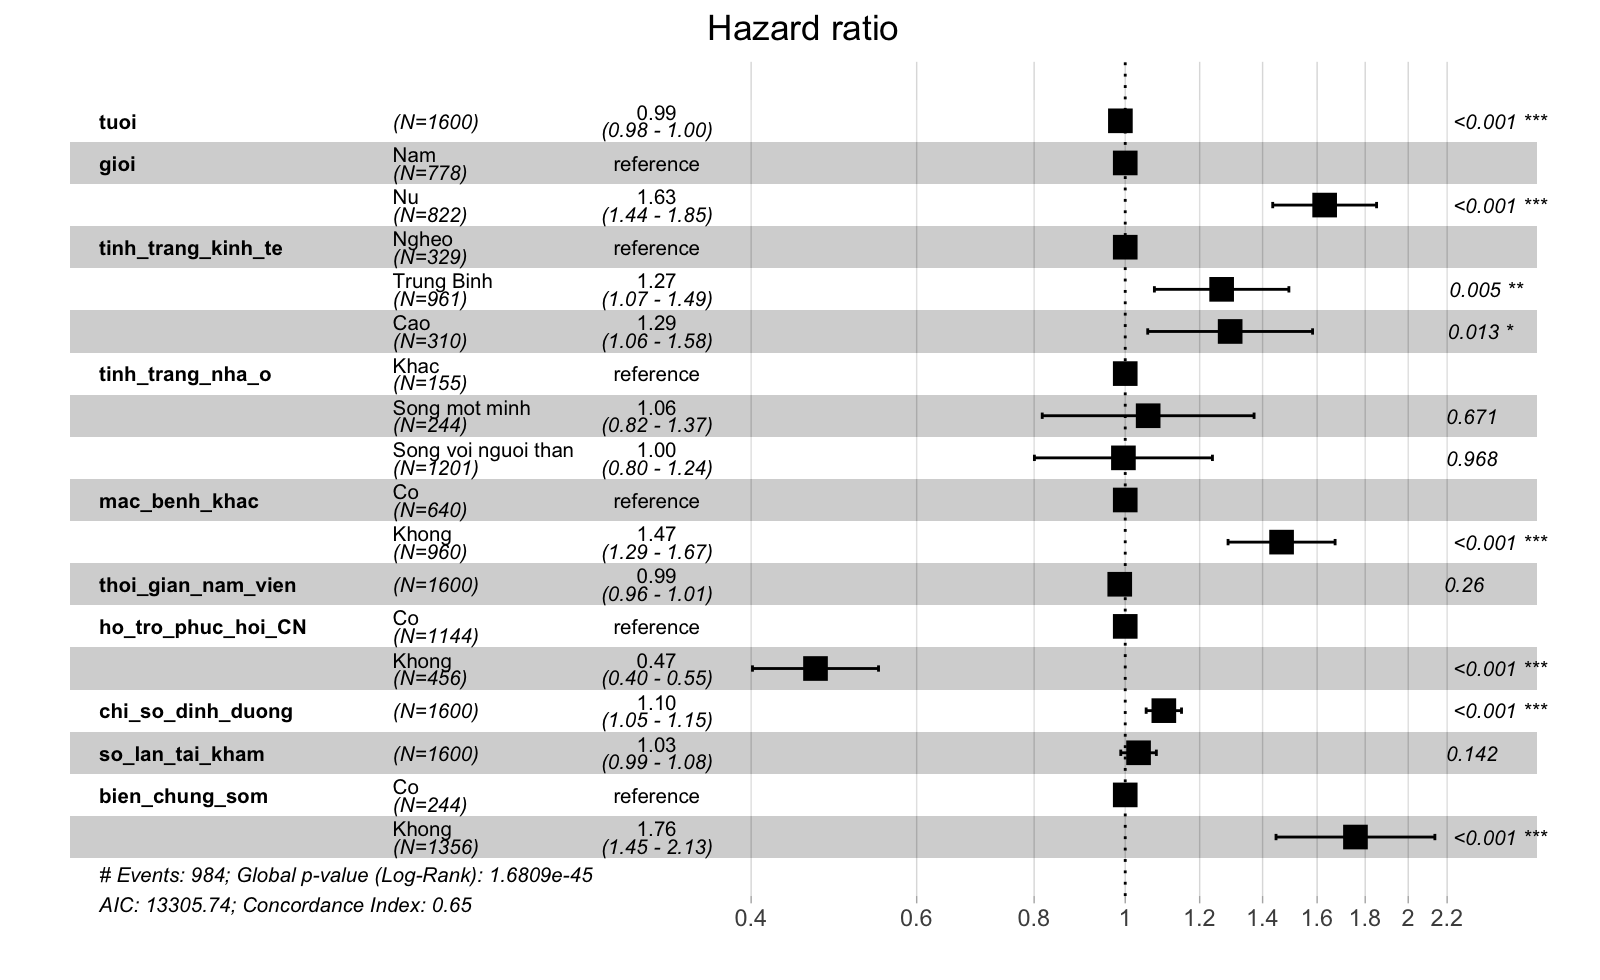 Hazard ratio
tuoi (N=1600) 0.99 (0.98 - 1.00) <0.001 ***
gioi Nam (N=778) reference
Nu (N=822) 1.63 (1.44 - 1.85) <0.001 ***
tinh_trang_kinh_te Ngheo (N=329) reference
Trung Binh (N=961) 1.27 (1.07 - 1.49) 0.005 **
Cao (N=310) 1.29 (1.06 - 1.58) 0.013 *
tinh_trang_nha_o Khac (N=155) reference
Song mot minh (N=244) 1.06 (0.82 - 1.37) 0.671
Song voi nguoi than (N=1201) 1.00 (0.80 - 1.24) 0.968
mac_benh_khac Co (N=640) reference
Khong (N=960) 1.47 (1.29 - 1.67) <0.001 ***
thoi_gian_nam_vien (N=1600) 0.99 (0.96 - 1.01) 0.26
ho_tro_phuc_hoi_CN Co (N=1144) reference
Khong (N=456) 0.47 (0.40 - 0.55) <0.001 ***
chi_so_dinh_duong (N=1600) 1.10 (1.05 - 1.15) <0.001 ***
so_lan_tai_kham (N=1600) 1.03 (0.99 - 1.08) 0.142
bien_chung_som Co (N=244) reference
Khong (N=1356) 1.76 (1.45 - 2.13) <0.001 ***
# Events: 984; Global p-value (Log-Rank): 1.6809e-45
AIC: 13305.74; Concordance Index: 0.65
0.4 0.6 0.8 1 1.2 1.4 1.6 1.8 2 2.2